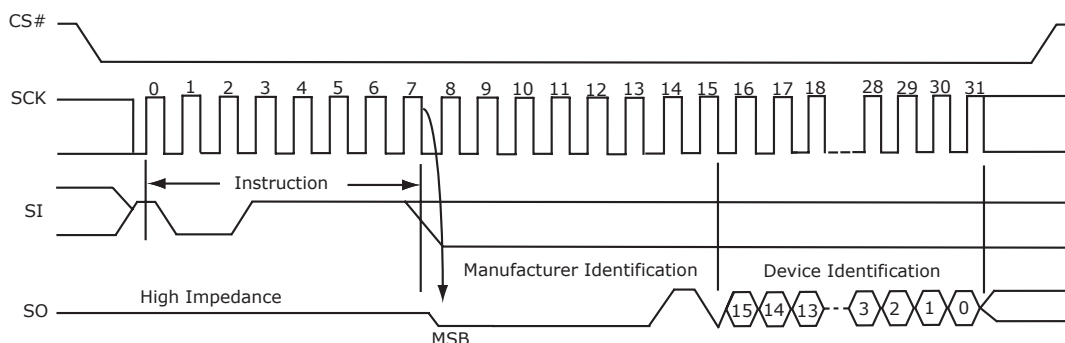 CS#
SCK
0 1 2 3 4 5 6 7 8 9 10 11 12 13 14 15 16 17 18 28 29 30 31
Instruction
SI
Manufacturer Identification
Device Identification
High Impedance
SO
15 14 13 3 2 1 0
MSB